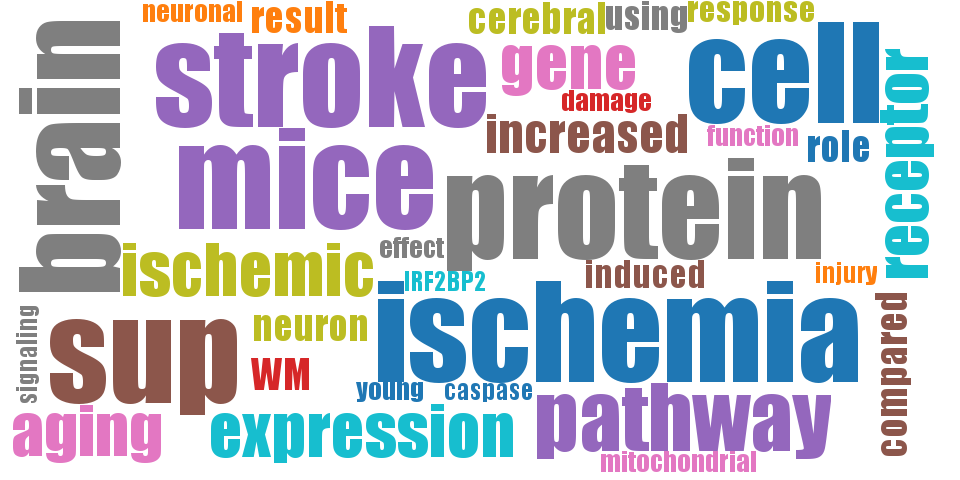 neuronal
result
cerebral
using
response
brain
stroke
gene
cell
damage
increased
function
role
receptor
mice
protein
effect
ischemic
IRF2BP2
induced
injury
ischemia
signaling
sup
neuron
compared
WM
young
caspase
pathway
aging
expression
mitochondrial